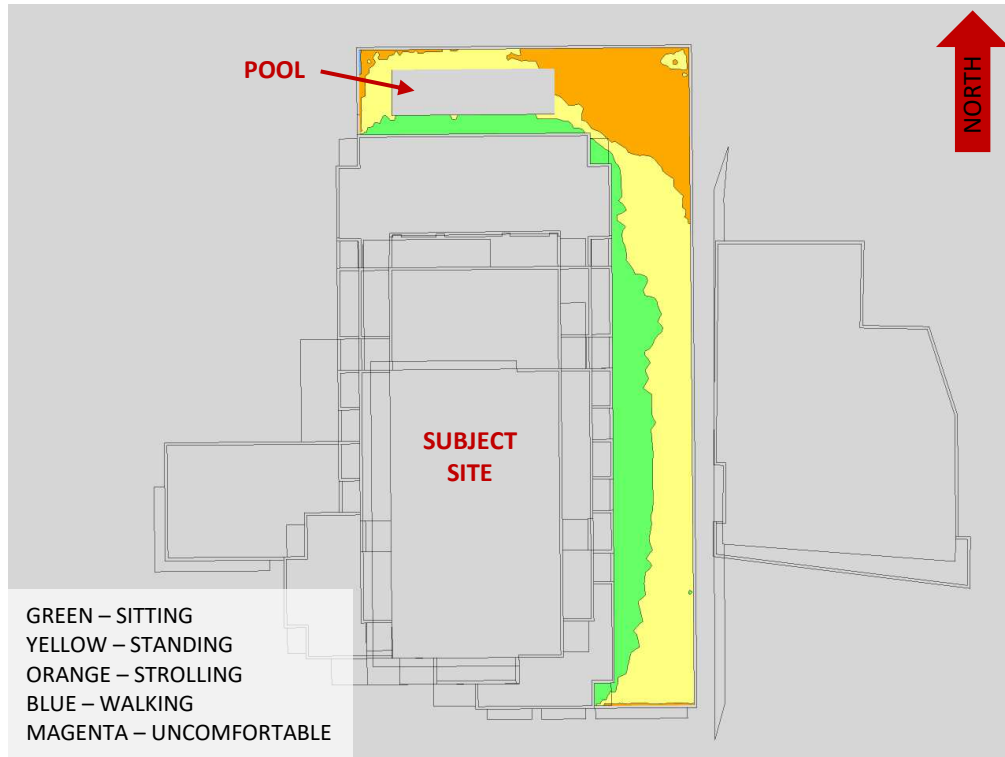 POOL
NORTH
SUBJECT
SITE
GREEN – SITTING
YELLOW – STANDING
ORANGE – STROLLING
BLUE – WALKING
MAGENTA – UNCOMFORTABLE